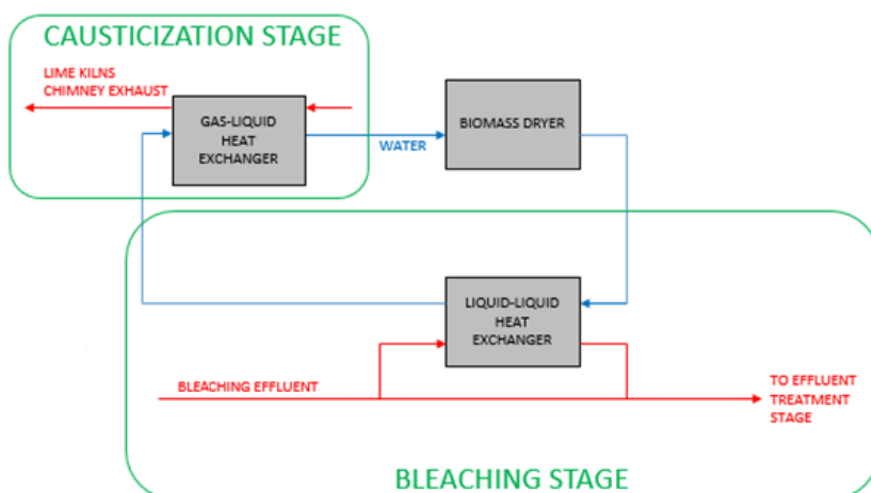 CAUSTICIZATION STAGE
LIME KILNS
CHIMNEY EXHAUST
GAS-LIQUID
HEAT
EXCHANGER
WATER
BIOMASS DRYER
LIQUID-LIQUID
HEAT
EXCHANGER
BLEACHING EFFLUENT
TO EFFLUENT
TREATMENT
STAGE
BLEACHING STAGE